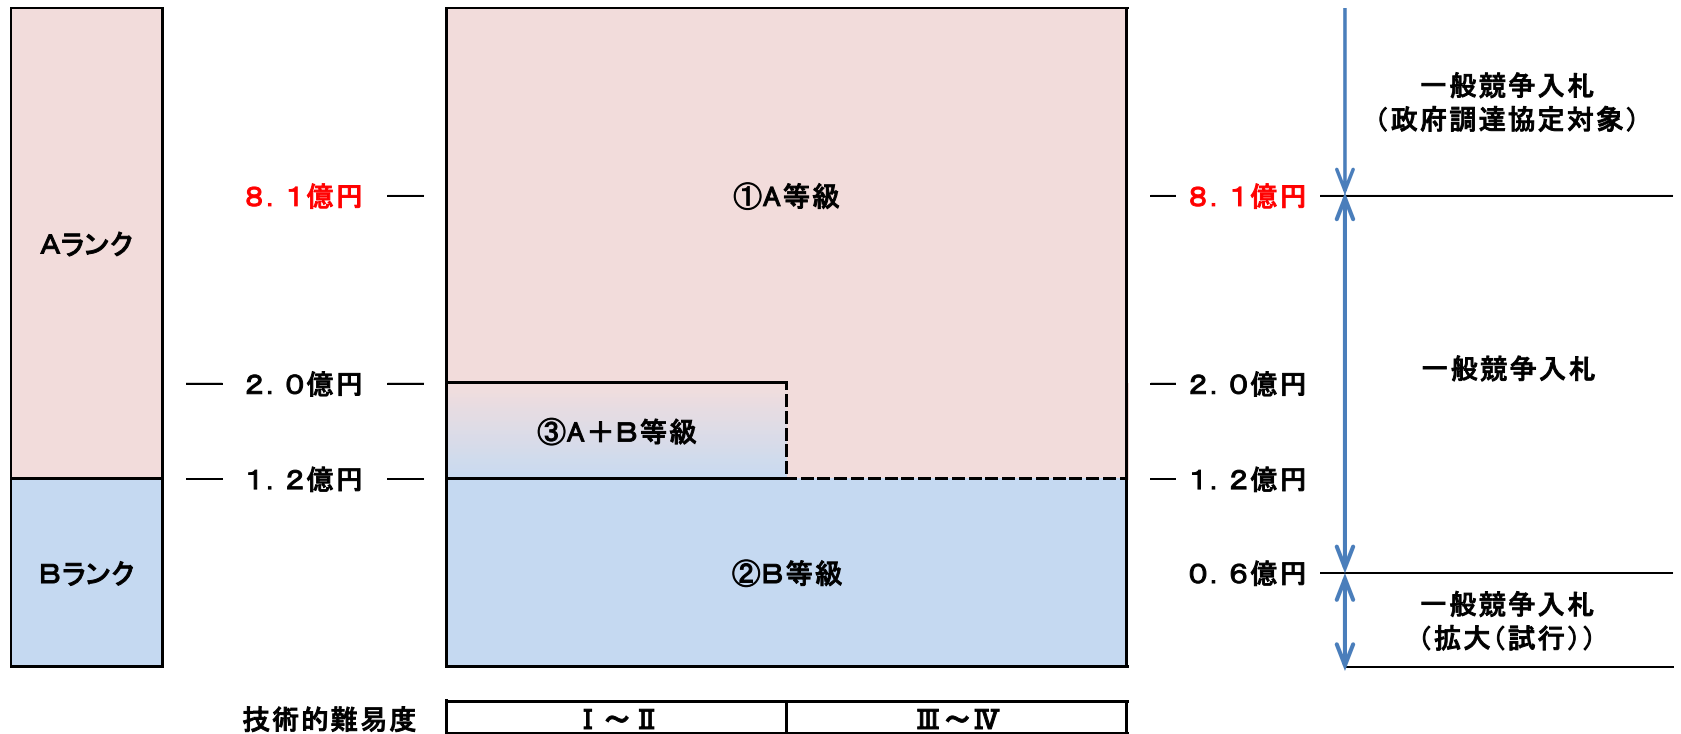 一般競争入札
（政府調達協定対象）
８．１億円
①Ａ等級
８．１億円
Ａランク
一般競争入札
２．０億円
２．０億円
③Ａ＋Ｂ等級
１．２億円
１．２億円
Ｂランク
②Ｂ等級
０．６億円
一般競争入札
（拡大（試行））
技術的難易度
Ⅰ～Ⅱ
Ⅲ～Ⅳ